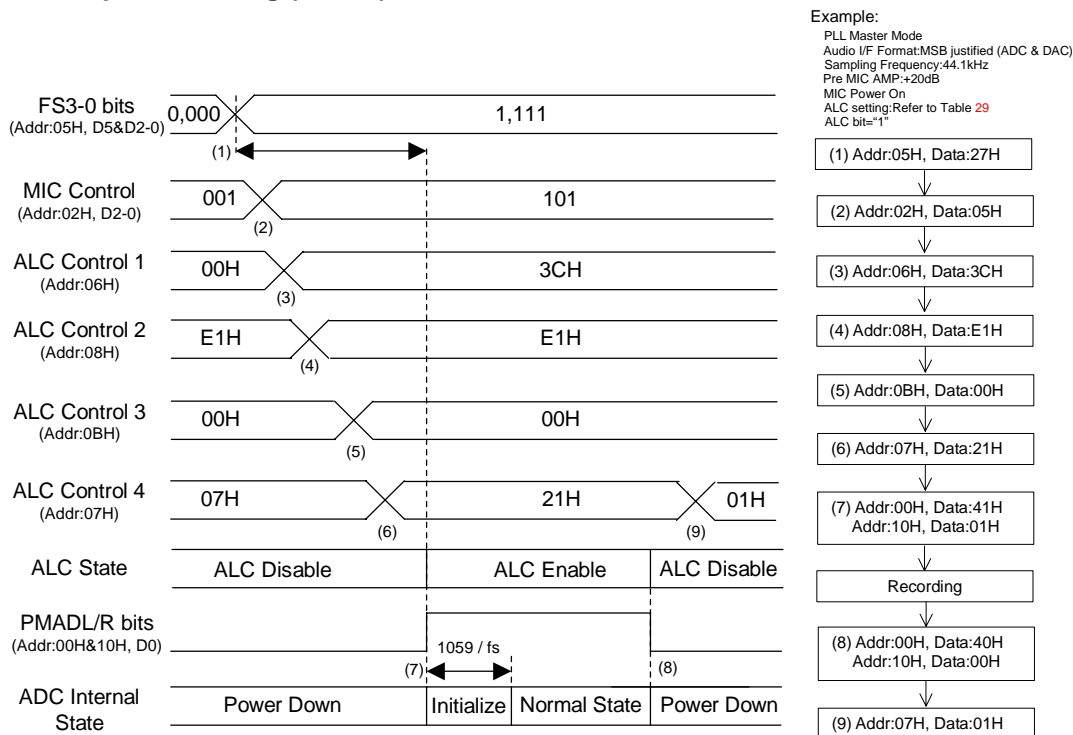 Example:
PLL Master Mode
Audio I/F Format:MSB justified (ADC & DAC)
Sampling Frequency:44.1kHz
Pre MIC AMP:+20dB
MIC Power On
ALC setting:Refer to Table 29
ALC bit="1"
FS3-0 bits
(Addr:05H, D5&D2-0)
0,000
1,111
(1)
MIC Control
(Addr:02H, D2-0)
001
101
(2)
ALC Control 1
(Addr:06H)
00H
3CH
(3)
ALC Control 2
(Addr:08H)
E1H
E1H
(4)
ALC Control 3
(Addr:0BH)
00H
00H
(5)
ALC Control 4
(Addr:07H)
07H
21H
01H
(6)
(9)
ALC State
ALC Disable
ALC Enable
ALC Disable
PMADL/R bits
(Addr:00H&10H, D0)
1059 / fs
(7)
(8)
ADC Internal
State
Power Down
Initialize
Normal State
Power Down
(1) Addr:05H, Data:27H
(2) Addr:02H, Data:05H
(3) Addr:06H, Data:3CH
(4) Addr:08H, Data:E1H
(5) Addr:0BH, Data:00H
(6) Addr:07H, Data:21H
(7) Addr:00H, Data:41H
Addr:10H, Data:01H
Recording
(8) Addr:00H, Data:40H
Addr:10H, Data:00H
(9) Addr:07H, Data:01H